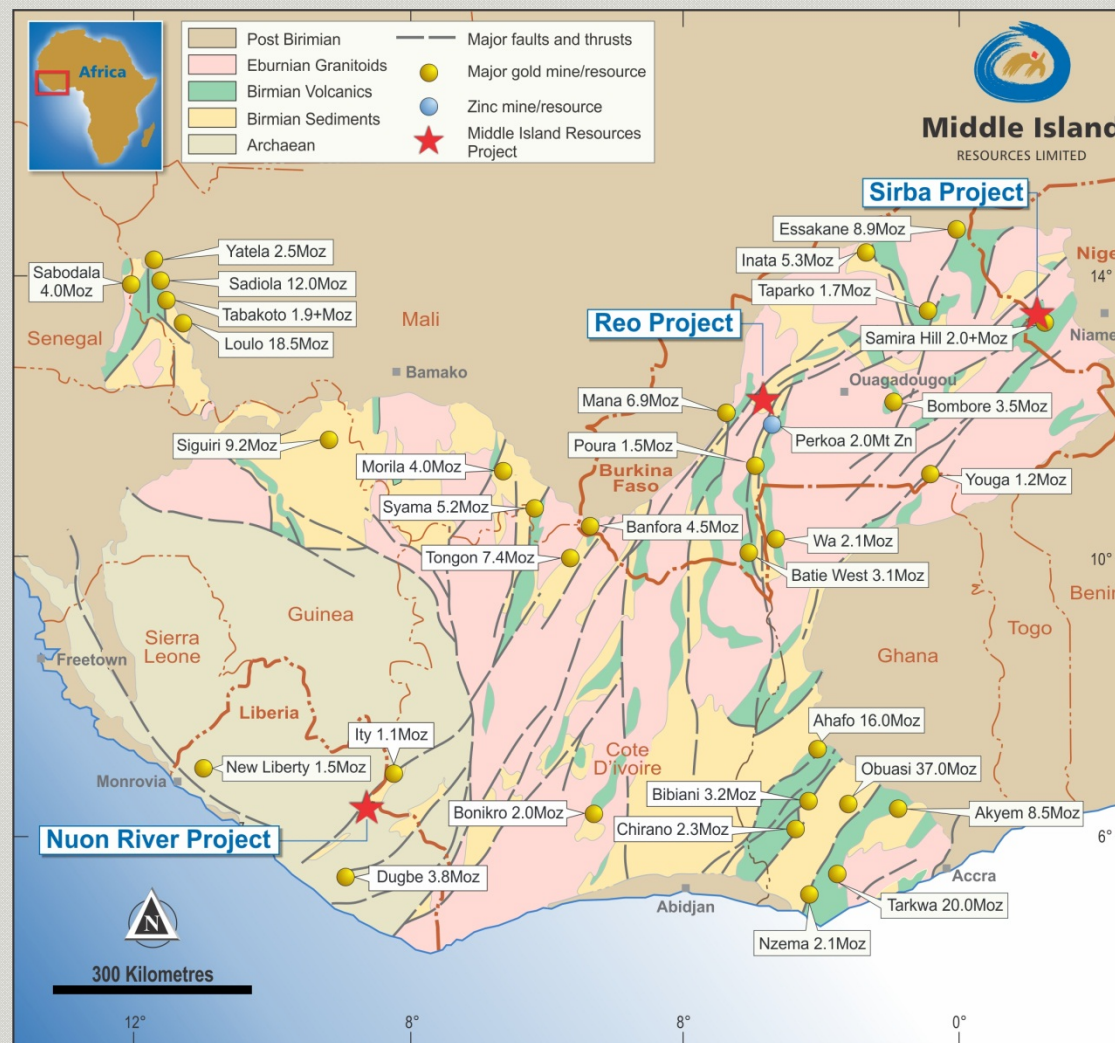 Africa
Post Birimian
Eburnian Granitoids
Birmian Volcanics
Birmian Sediments
Archaean
Major faults and thrusts
Major gold mine/resource
Zinc mine/resource
Middle Island Resources
Project
Middle Island
RESOURCES LIMITED
Sirba Project
Essakane 8.9Moz
Inata 5.3Moz
Yatela 2.5Moz
Sabodala
4.0Moz
Sadiola 12.0Moz
Tabakoto 1.9+Moz
Loulo 18.5Moz
Senegal
Mali
Bamako
Taparko 1.7Moz
Nige
14°
Niame
Samira Hill 2.0+Moz
Reo Project
Ouagadougou
Mana 6.9Moz
Bombore 3.5Moz
Perkoa 2.0Mt Zn
Poura 1.5Moz
Siguiri 9.2Moz
Morila 4.0Moz
Syama 5.2Moz
Burkina
Faso
Youga 1.2Moz
Banfora 4.5Moz
Tongon 7.4Moz
Wa 2.1Moz
Batie West 3.1Moz
10°
Benin
Guinea
Sierra
Leone
Freetown
Togo
Ghana
Liberia
Ity 1.1Moz
New Liberty 1.5Moz
Monrovia
Cote
D'ivoire
Ahafo 16.0Moz
Obuasi 37.0Moz
Bibiani 3.2Moz
Akyem 8.5Moz
Bonikro 2.0Moz
Chirano 2.3Moz
6°
Nuon River Project
Dugbe 3.8Moz
Accra
Abidjan
Tarkwa 20.0Moz
Nzema 2.1Moz
N
300 Kilometres
12°
8°
8°
0°